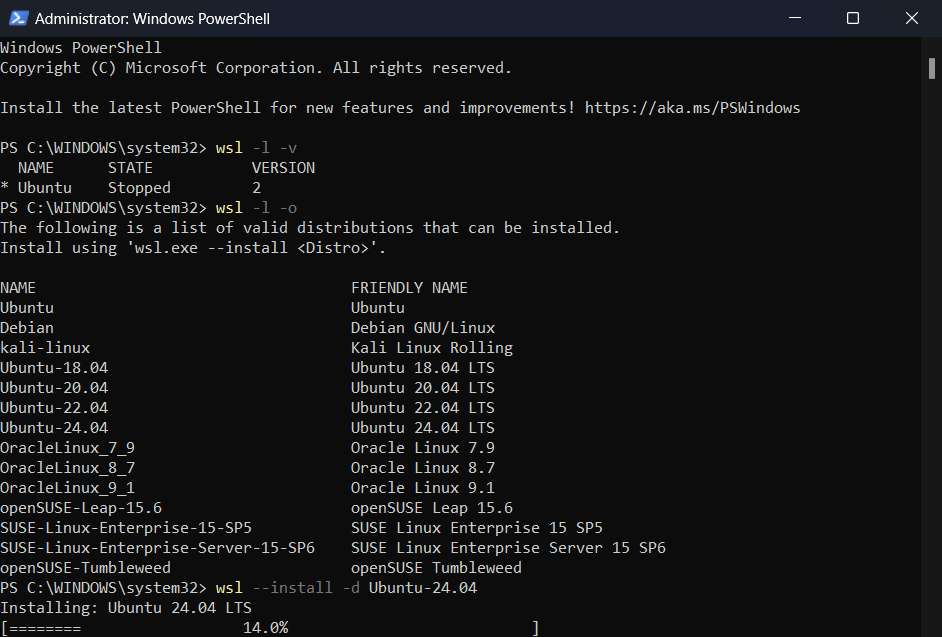 Administrator: Windows PowerShell
Windows PowerShell
Copyright (C) Microsoft Corporation. All rights reserved.
Install the latest PowerShell for new features and improvements! https://aka.ms/PSWindows
PS C:\WINDOWS\system32> wsl -l -v
  NAME      STATE           VERSION
* Ubuntu    Stopped         2
PS C:\WINDOWS\system32> wsl -l -o
The following is a list of valid distributions that can be installed.
Install using 'wsl.exe --install <Distro>'.
NAME                                   FRIENDLY NAME
Ubuntu                                 Ubuntu
Debian                                 Debian GNU/Linux
kali-linux                             Kali Linux Rolling
Ubuntu-18.04                           Ubuntu 18.04 LTS
Ubuntu-20.04                           Ubuntu 20.04 LTS
Ubuntu-22.04                           Ubuntu 22.04 LTS
Ubuntu-24.04                           Ubuntu 24.04 LTS
OracleLinux_7_9                        Oracle Linux 7.9
OracleLinux_8_7                        Oracle Linux 8.7
OracleLinux_9_1                        Oracle Linux 9.1
openSUSE-Leap-15.6                     openSUSE Leap 15.6
SUSE-Linux-Enterprise-15-SP5           SUSE Linux Enterprise 15 SP5
SUSE-Linux-Enterprise-Server-15-SP6    SUSE Linux Enterprise Server 15 SP6
openSUSE-Tumbleweed                    openSUSE Tumbleweed
PS C:\WINDOWS\system32> wsl --install -d Ubuntu-24.04
Installing: Ubuntu 24.04 LTS
[========                  14.0%                           ]